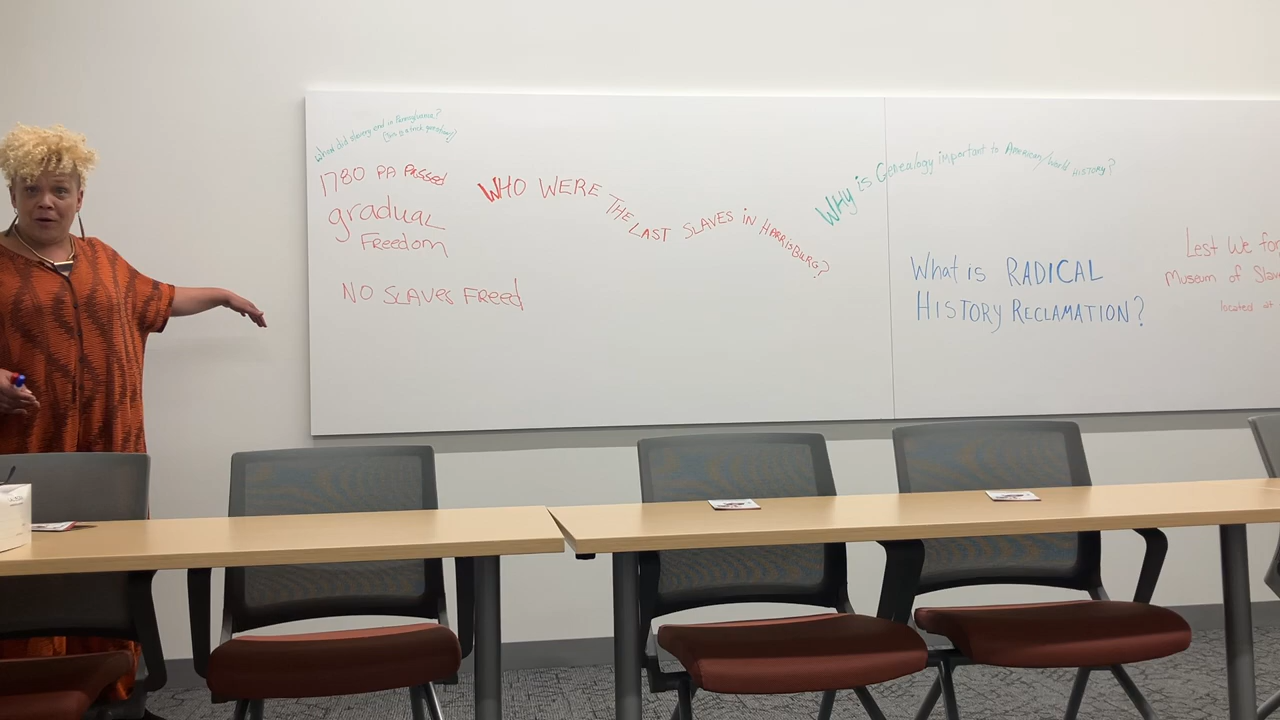 When did slavery end in Pennsylvania?
(this is a trick question)!
1780 PA Passed
gradual
Freedom
NO SLAVES FREED
WHO WERE THE LAST SLAVES IN HARRISBURG?
WHY is Genealogy important to American/World HISTORY?
What is RADICAL
HISTORY RECLAMATION?
Lest We for
Museum of Slav
located at